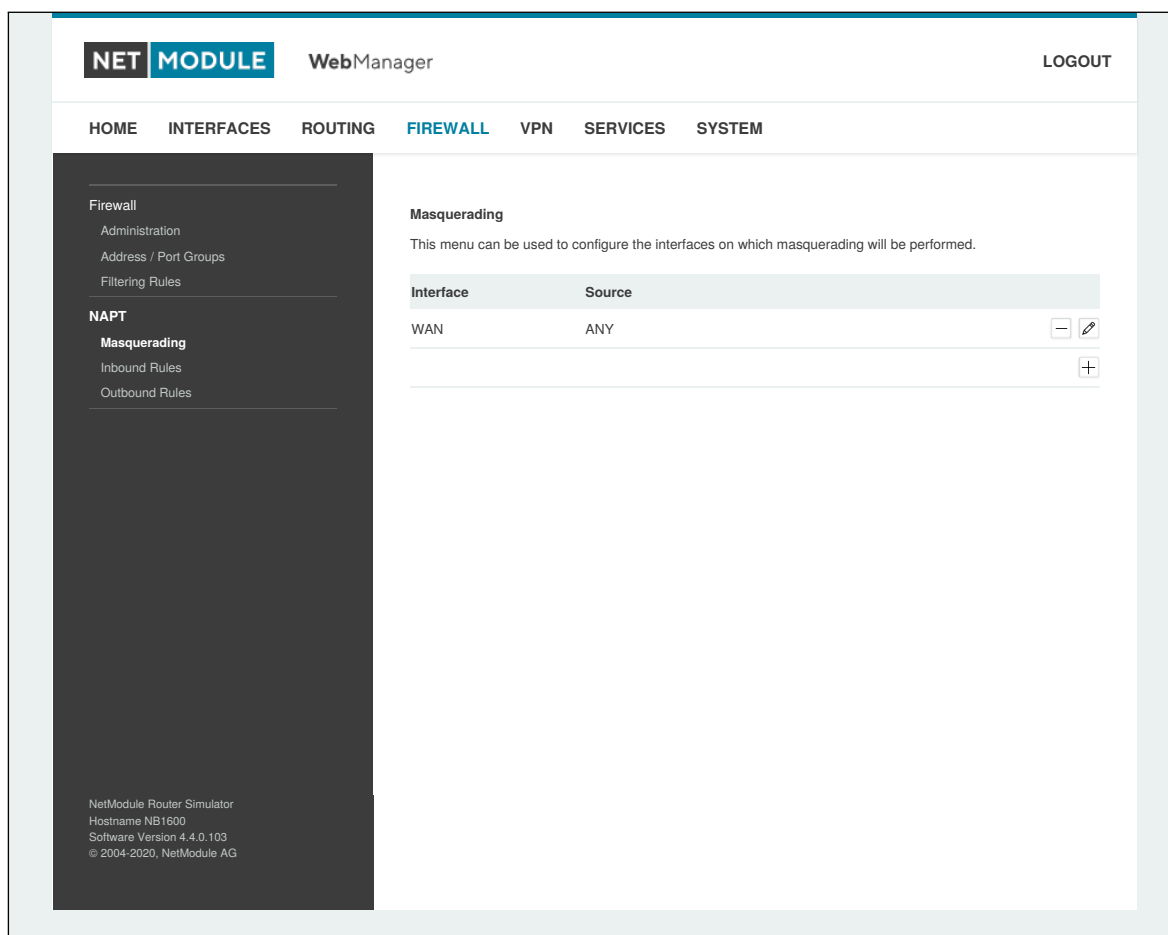 NET MODULE WebManager LOGOUT
HOME INTERFACES ROUTING FIREWALL VPN SERVICES SYSTEM
Firewall
Administration
Address / Port Groups
Filtering Rules
NAPT
Masquerading
Inbound Rules
Outbound Rules
Masquerading
This menu can be used to configure the interfaces on which masquerading will be performed.
Interface Source
WAN ANY
NetModule Router Simulator
Hostname NB1600
Software Version 4.4.0.103
© 2004-2020, NetModule AG